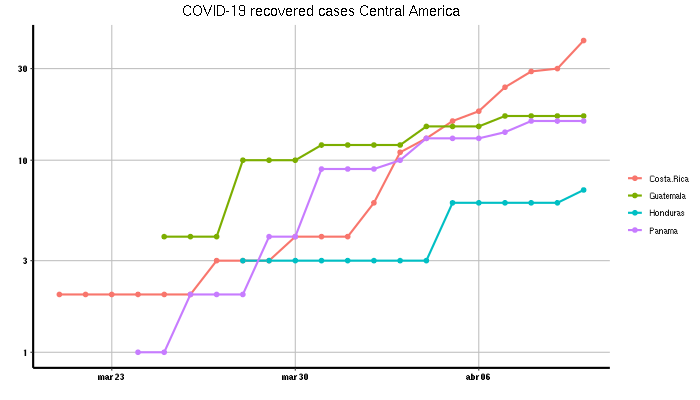 COVID-19 recovered cases Central America
30
10
3
1
mar 23
mar 30
abr 06
Costa.Rica
Guatemala
Honduras
Panama